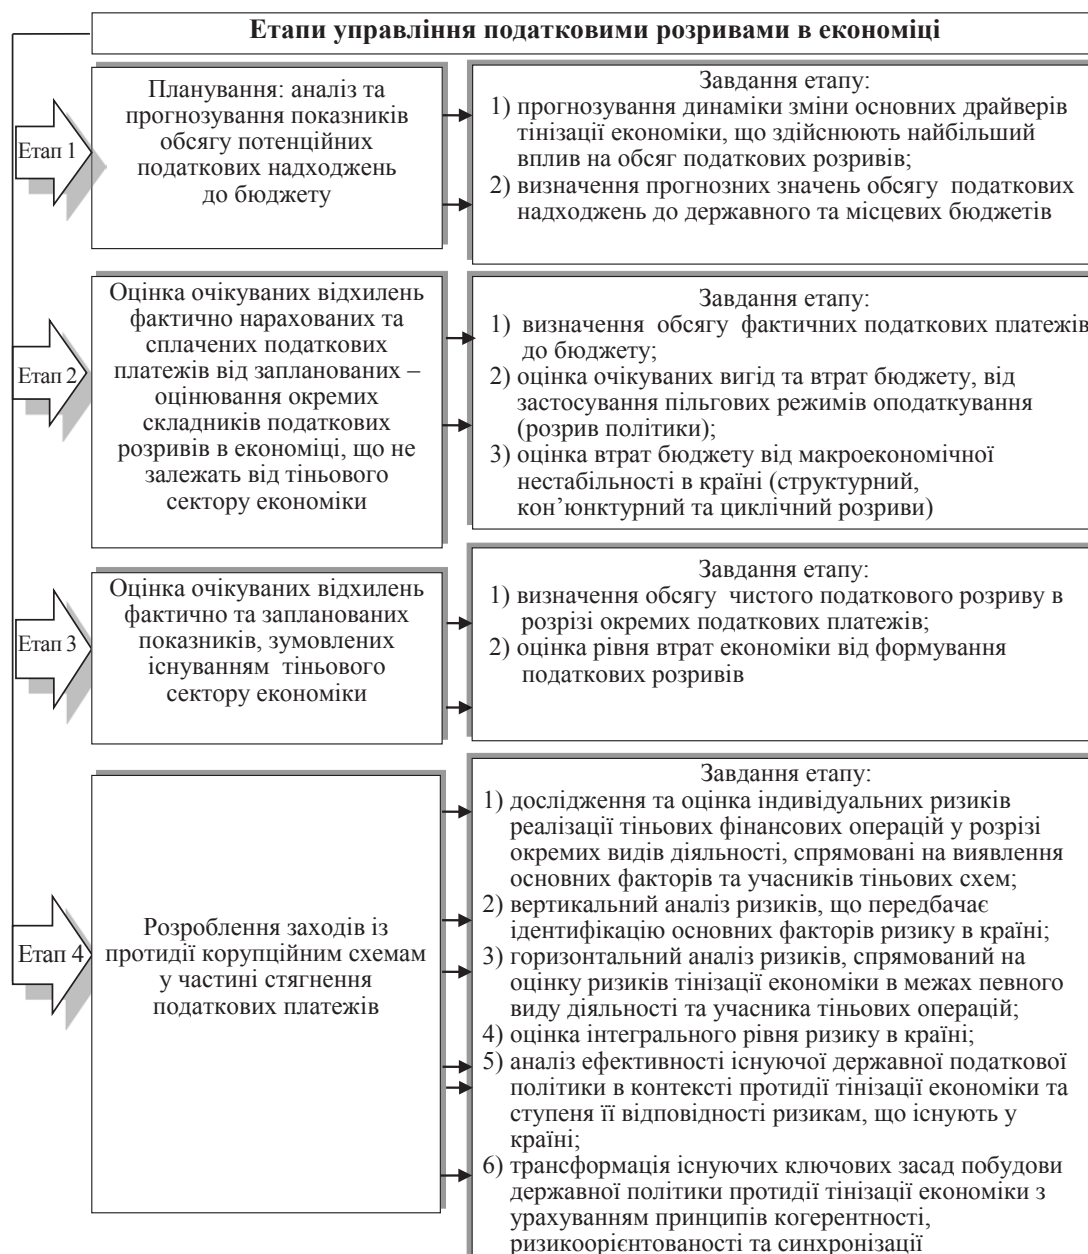 Етапи управління податковими розривами в економіці
Етап 1
Планування: аналіз та
прогнозування показників
обсягу потенційних
податкових надходжень
до бюджету
Завдання етапу:
1) прогнозування динаміки зміни основних драйверів
тінізації економіки, що здійснюють найбільший
вплив на обсяг податкових розривів;
2) визначення прогнозних значень обсягу податкових
надходжень до державного та місцевих бюджетів
Етап 2
Оцінка очікуваних відхилень
фактично нарахованих та
сплачених податкових
платежів від запланованих –
оцінювання окремих
складників податкових
розривів в економіці, що не
залежать від тіньового
сектору економіки
Завдання етапу:
1) визначення обсягу фактичних податкових платежів
до бюджету;
2) оцінка очікуваних вигід та втрат бюджету, від
застосування пільгових режимів оподаткування
(розрив політики);
3) оцінка втрат бюджету від макроекономічної
нестабільності в країні (структурний,
кон’юнктурний та циклічний розриви)
Етап 3
Оцінка очікуваних відхилень
фактично та запланованих
показників, зумовлених
існуванням тіньового
сектору економіки
Завдання етапу:
1) визначення обсягу чистого податкового розриву в
розрізі окремих податкових платежів;
2) оцінка рівня втрат економіки від формування
податкових розривів
Етап 4
Розроблення заходів із
протидії корупційним схемам
у частині стягнення
податкових платежів
Завдання етапу:
1) дослідження та оцінка індивідуальних ризиків
реалізації тіньових фінансових операцій у розрізі
окремих видів діяльності, спрямовані на виявлення
основних факторів та учасників тіньових схем;
2) вертикальний аналіз ризиків, що передбачає
ідентифікацію основних факторів ризику в країні;
3) горизонтальний аналіз ризиків, спрямований на
оцінку ризиків тінізації економіки в межах певного
виду діяльності та учасника тіньових операцій;
4) оцінка інтегрального рівня ризику в країні;
5) аналіз ефективності існуючої державної податкової
політики в контексті протидії тінізації економіки та
ступеня її відповідності ризикам, що існують у
країні;
6) трансформація існуючих ключових засад побудови
державної політики протидії тінізації економіки з
урахуванням принципів когерентності,
ризикоорієнтованості та синхронізації